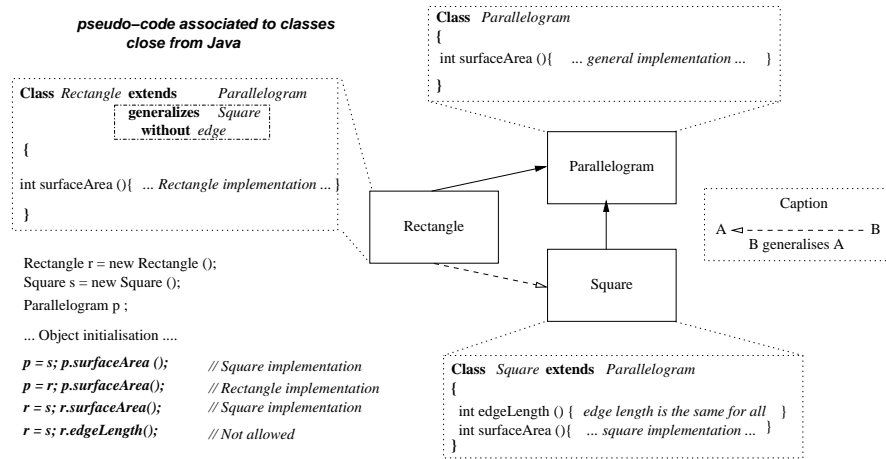 pseudo–code associated to classes
close from Java
Class Parallelogram
{
int surfaceArea (){ ... general implementation ... }
}
Class Rectangle extends Parallelogram
generalizes Square
without edge
{
int surfaceArea (){ ... Rectangle implementation ... }
}
Parallelogram
Rectangle
Square
Caption
A B
B generalises A
Rectangle r = new Rectangle ();
Square s = new Square ();
Parallelogram p ;
... Object initialisation ....
p = s; p.surfaceArea (); // Square implementation
p = r; p.surfaceArea(); // Rectangle implementation
r = s; r.surfaceArea(); // Square implementation
r = s; r.edgeLength(); // Not allowed
Class Square extends Parallelogram
{
int edgeLength () { edge length is the same for all }
int surfaceArea (){ ... square implementation ... }
}